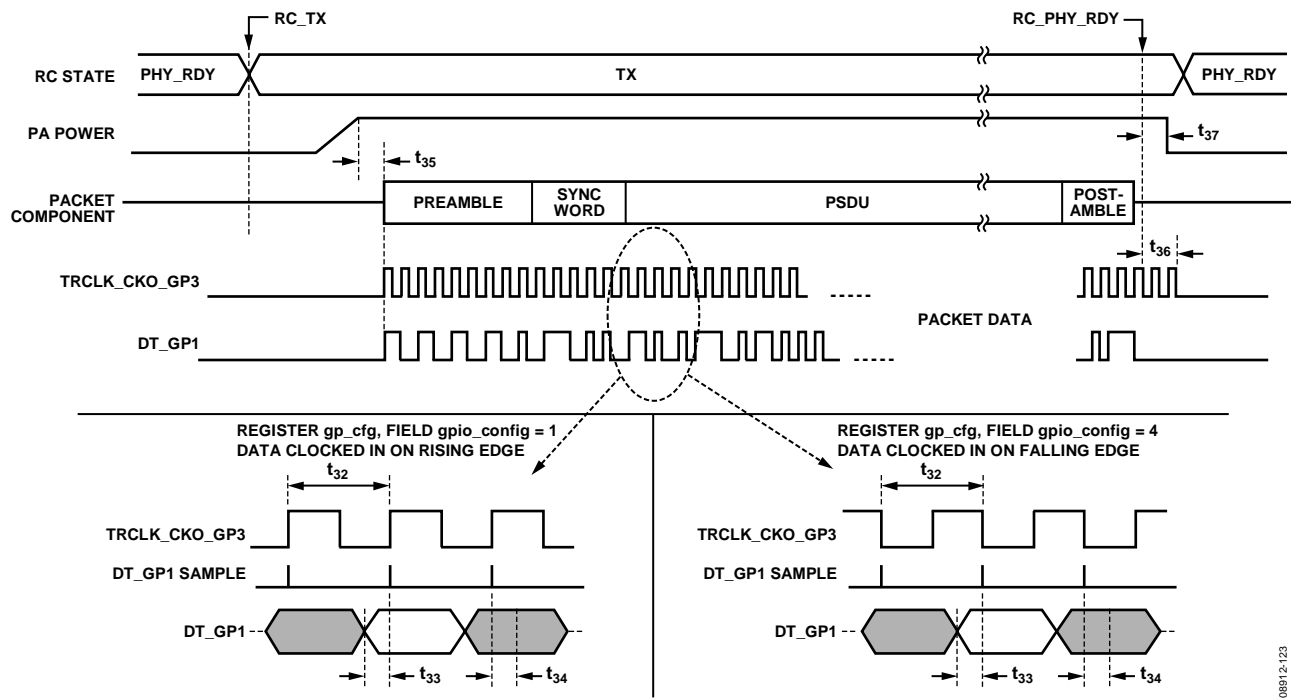 RC_TX
RC_PHY_RDY
RC STATE
PHY_RDY
TX
PHY_RDY
PA POWER
t35
t37
PACKET
COMPONENT
PREAMBLE
SYNC
WORD
PSDU
POST-
AMBLE
t36
TRCLK_CKO_GP3
PACKET DATA
DT_GP1
REGISTER gp_cfg, FIELD gpio_config = 1
DATA CLOCKED IN ON RISING EDGE
t32
TRCLK_CKO_GP3
DT_GP1 SAMPLE
DT_GP1
t33
t34
REGISTER gp_cfg, FIELD gpio_config = 4
DATA CLOCKED IN ON FALLING EDGE
t32
TRCLK_CKO_GP3
DT_GP1 SAMPLE
DT_GP1
t33
t34
08912-123